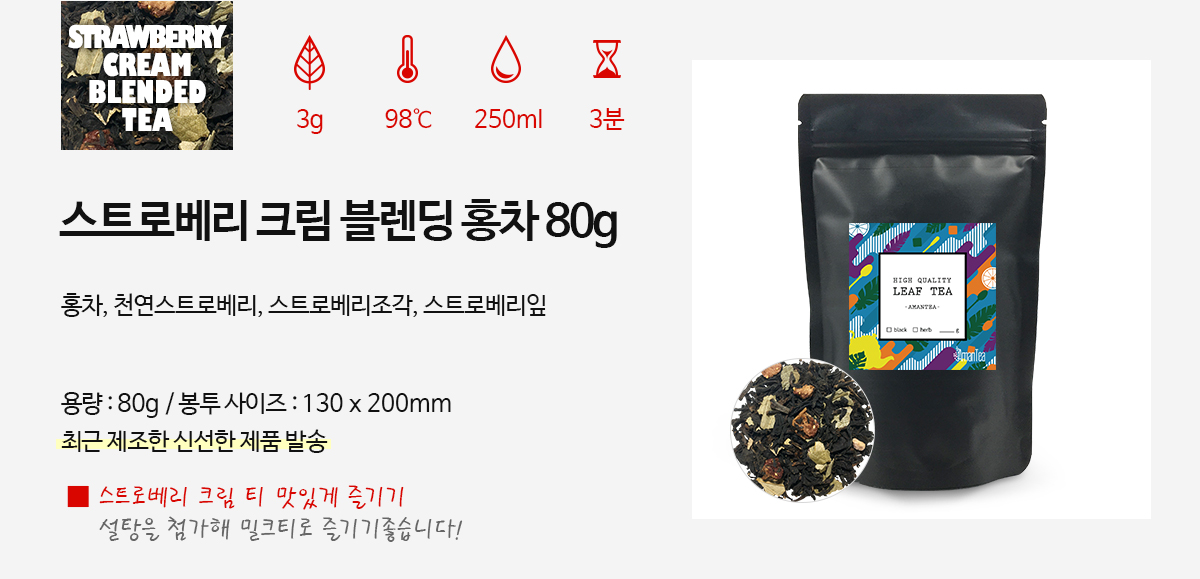 STRAWBERRY
CREAM
BLENDED
TEA
3g
98℃
250ml
3분
스트로베리 크림 블렌딩 홍차 80g
홍차, 천연스트로베리, 스트로베리조각, 스트로베리잎
용량 : 80g / 봉투 사이즈 : 130 x 200mm
최근 제조한 신선한 제품 발송
■ 스트로베리 크림 티 맛있게 즐기기
설탕을 첨가해 밀크티로 즐기기좋습니다!
HIGH QUALITY
LEAF TEA
-AMANTEA-
□ black □ herb ____ g
AmanTea